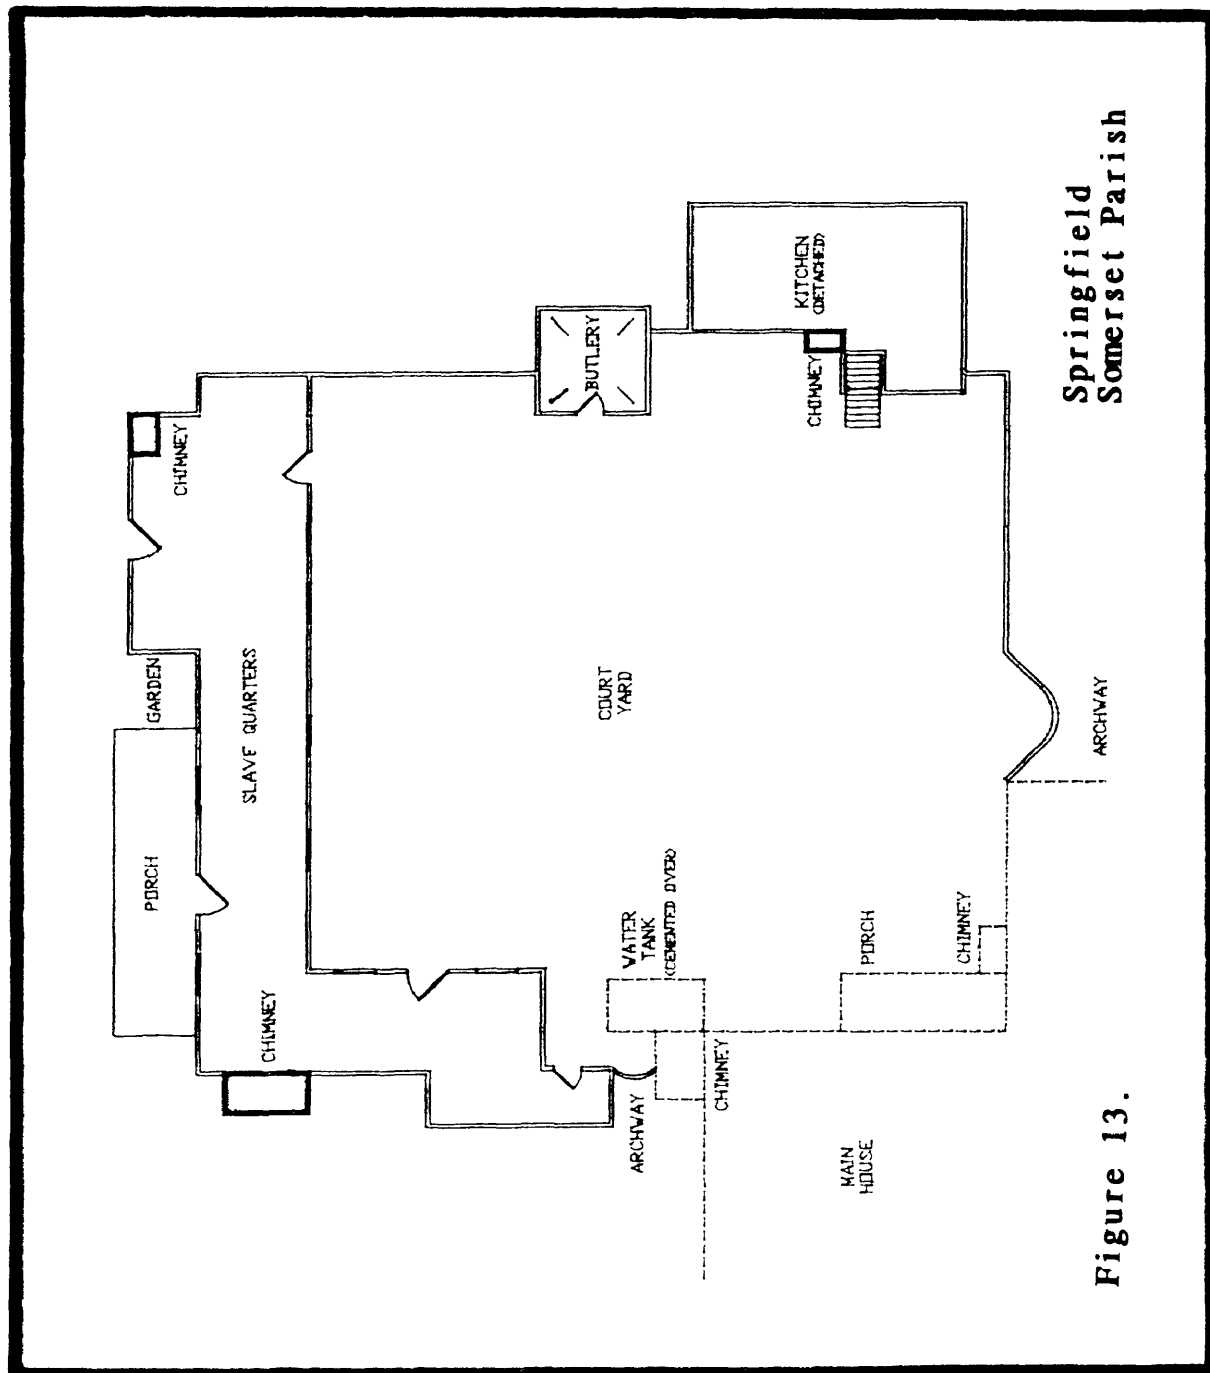 CHIMNEY
GARDEN
SLAVE QUARTERS
PORCH
CHIMNEY
BUTLERY
KITCHEN
(DETACHED)
CHIMNEY
COURT
YARD
WATER
TANK
(CEMENTED OVER)
PORCH
CHIMNEY
ARCHWAY
ARCHWAY
CHIMNEY
MAIN
HOUSE
Figure 13.
Springfield
Somerset Parish